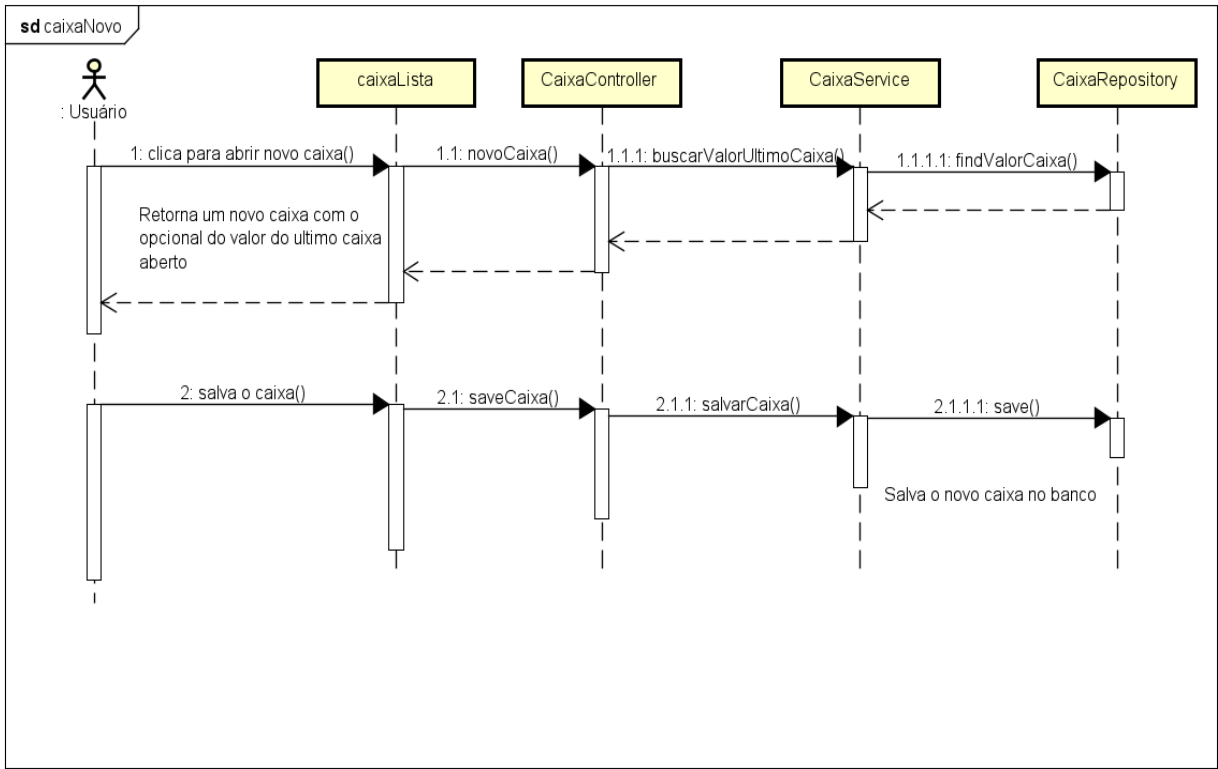 sd caixaNovo
: Usuário
caixaLista
CaixaController
CaixaService
CaixaRepository
1: clica para abrir novo caixa()
1.1: novoCaixa()
1.1.1: buscarValorUltimoCaixa()
1.1.1.1: findValorCaixa()
Retorna um novo caixa com o
opcional do valor do ultimo caixa
aberto
2: salva o caixa()
2.1: saveCaixa()
2.1.1: salvarCaixa()
2.1.1.1: save()
Salva o novo caixa no banco